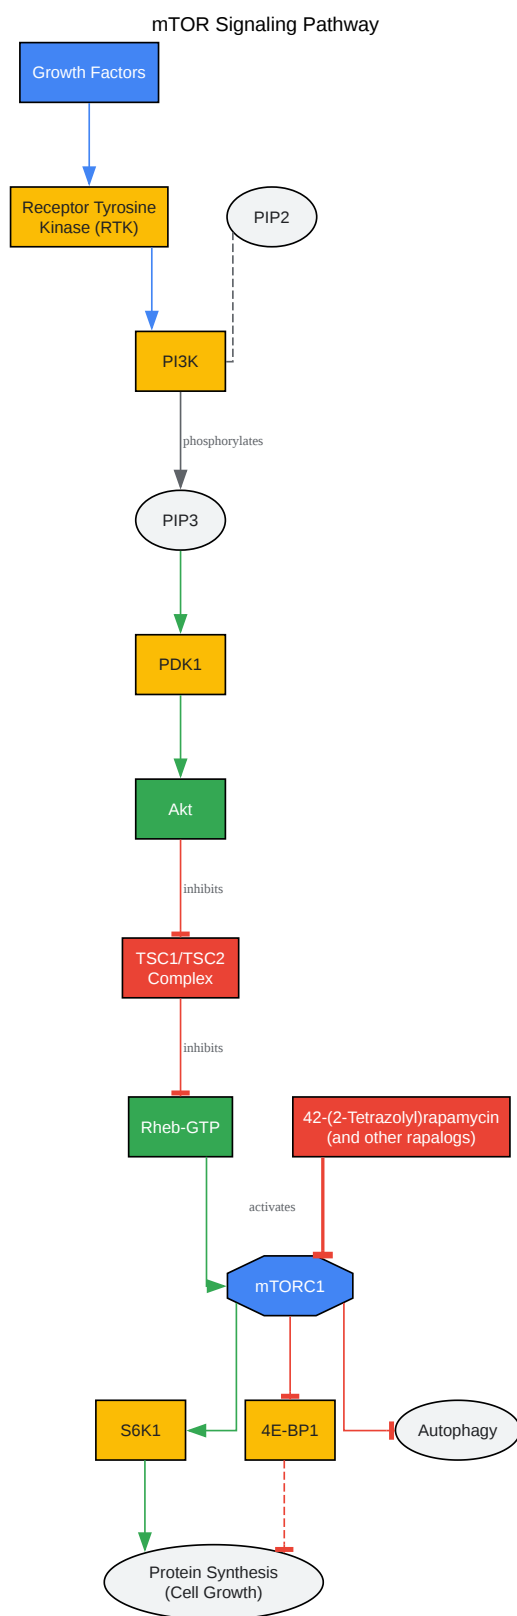 mTOR Signaling Pathway
Growth Factors
Receptor Tyrosine
Kinase (RTK)
PIP2
PI3K
phosphorylates
PIP3
PDK1
Akt
inhibits
TSC1/TSC2
Complex
inhibits
Rheb-GTP
42-(2-Tetrazolyl)rapamycin
(and other rapalogs)
activates
mTORC1
S6K1
4E-BP1
Autophagy
Protein Synthesis
(Cell Growth)